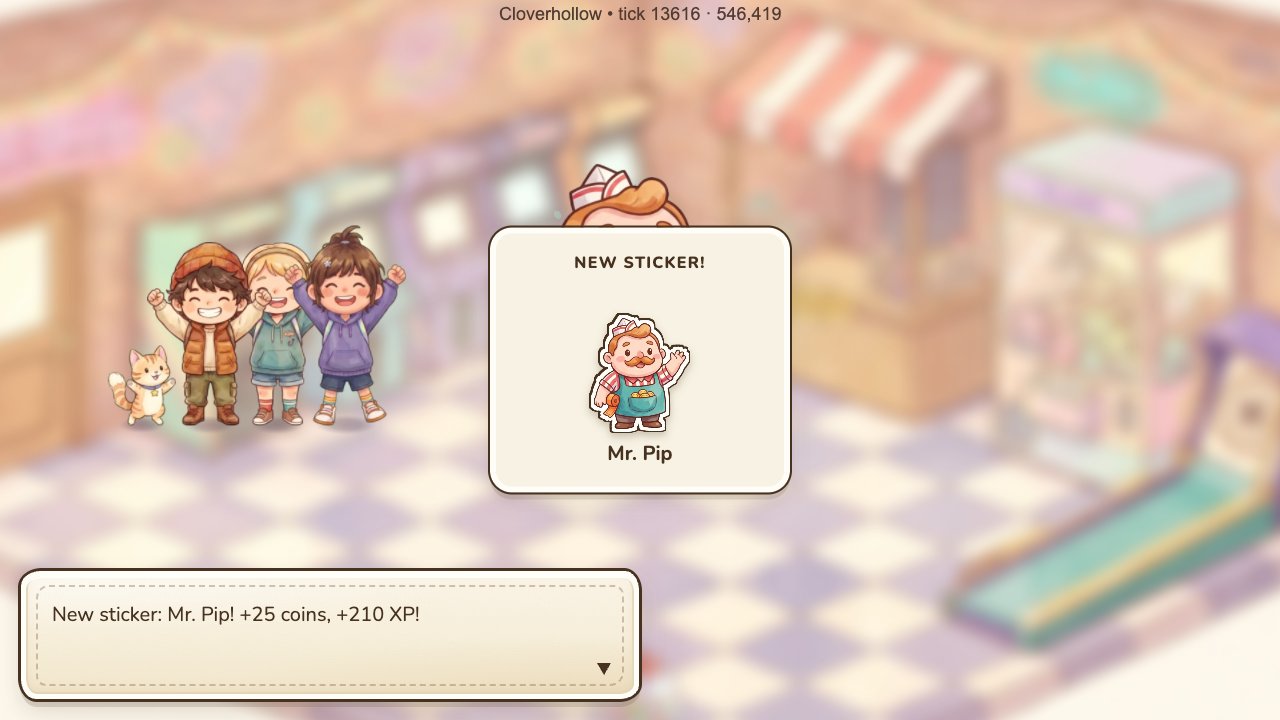 Cloverhollow • tick 13616 · 546,419
NEW STICKER!
Mr. Pip
New sticker: Mr. Pip! +25 coins, +210 XP!